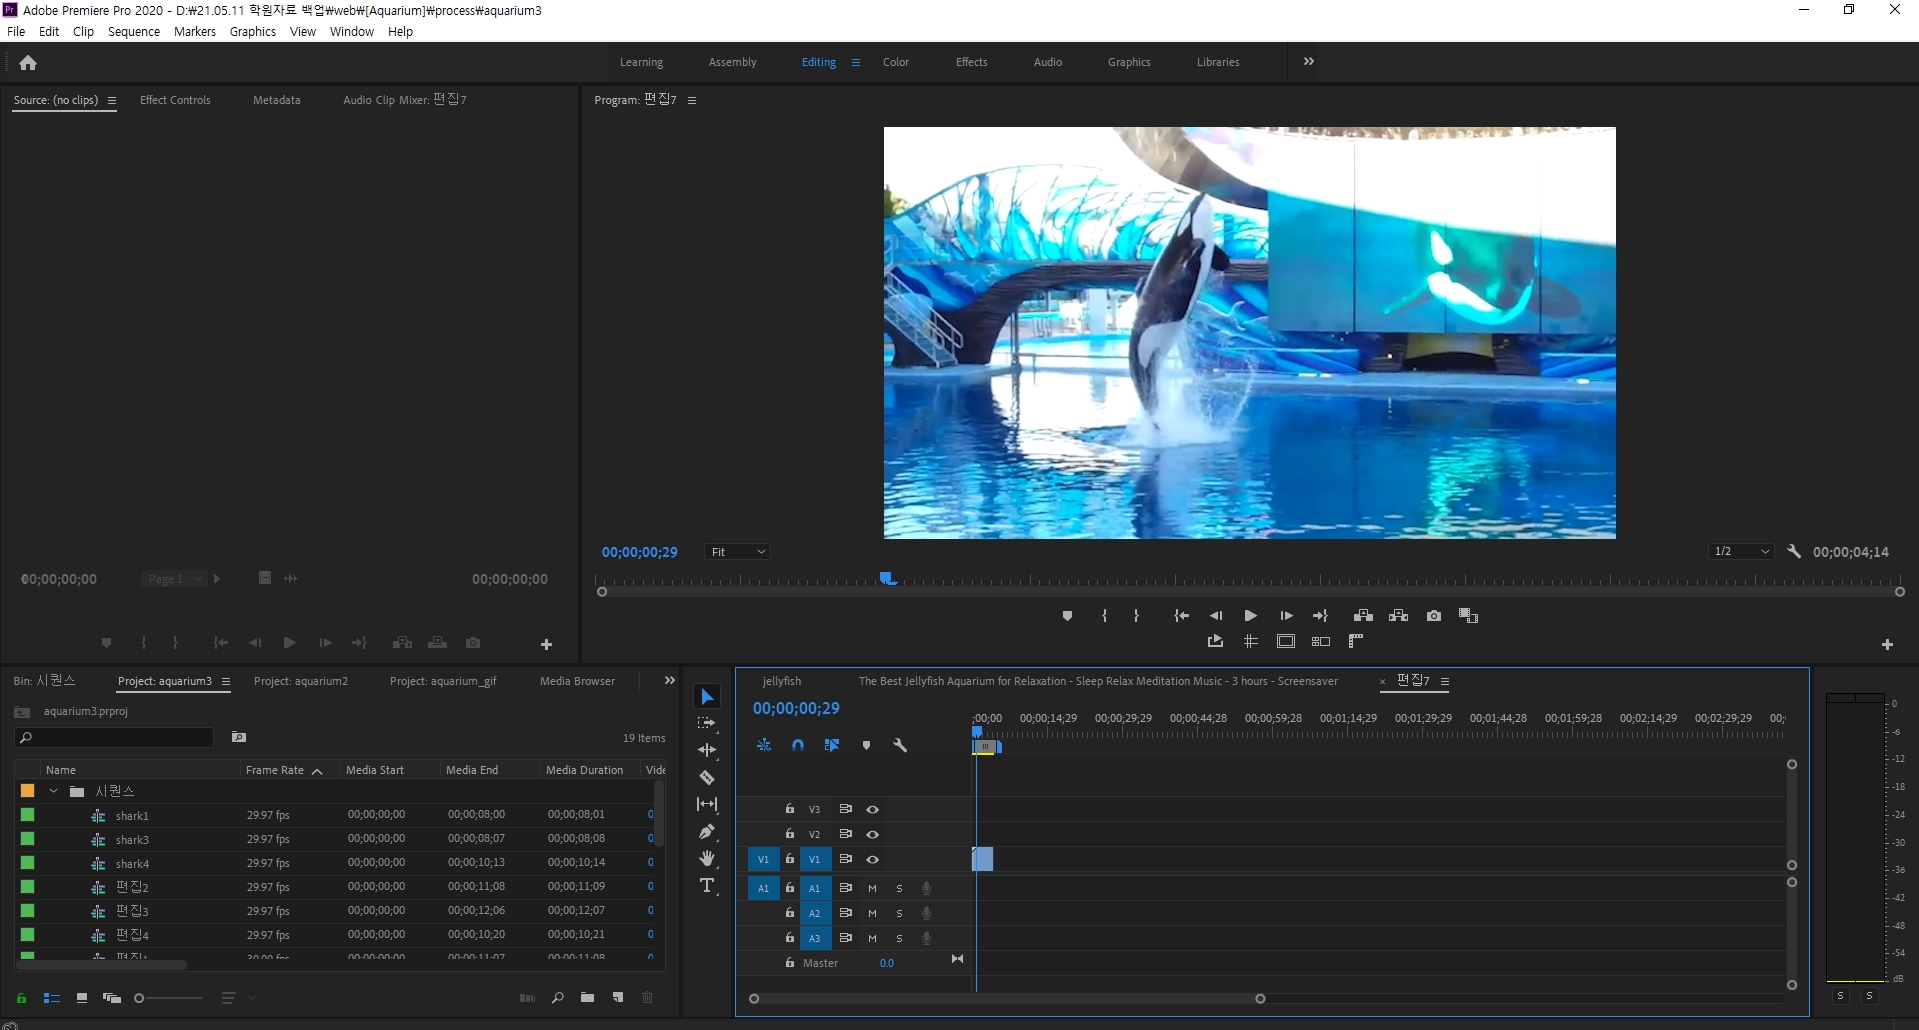 Adobe Premiere Pro 2020 - D:₩21.05.11 학원자료 백업₩web₩[Aquarium]₩process₩aquarium3
File Edit Clip Sequence Markers Graphics View Window Help
Learning Assembly Editing Color Effects Audio Graphics Libraries
Source: (no clips) Effect Controls Metadata Audio Clip Mixer: 편집7
Program: 편집7
00;00;00;29 Fit 1/2 00;00;04;14
00;00;00;00 Page 1 00;00;00;00
Bin: 시퀀스 Project: aquarium3 Project: aquarium2 Project: aquarium_gif Media Browser
aquarium3.prproj
19 Items
Name Frame Rate Media Start Media End Media Duration Vide
시퀀스
shark1 29.97 fps 00;00;00;00 00;00;08;00 00;00;08;01 0
shark3 29.97 fps 00;00;00;00 00;00;08;07 00;00;08;08 0
shark4 29.97 fps 00;00;00;00 00;00;10;13 00;00;10;14 0
편집2 29.97 fps 00;00;00;00 00;00;11;08 00;00;11;09 0
편집3 29.97 fps 00;00;00;00 00;00;12;06 00;00;12;07 0
편집4 29.97 fps 00;00;00;00 00;00;10;20 00;00;10;21 0
jellyfish The Best Jellyfish Aquarium for Relaxation - Sleep Relax Meditation Music - 3 hours - Screensaver × 편집7
00;00;00;29
;00;00 00;00;14;29 00;00;29;29 00;00;44;28 00;00;59;28 00;01;14;29 00;01;29;29 00;01;44;28 00;01;59;28 00;02;14;29 00;02;29;29 00;
V3
V2
V1 V1
A1 A1 M S
A2 M S
A3 M S
Master 0.0
0
-6
-12
-18
-24
-30
-36
-42
-48
-54
dB
S S